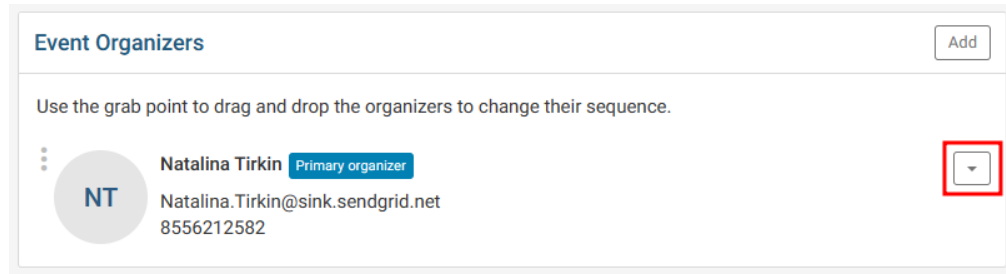 Event Organizers
Add
Use the grab point to drag and drop the organizers to change their sequence.
NT
Natalina Tirkin Primary organizer
Natalina.Tirkin@sink.sendgrid.net
8556212582